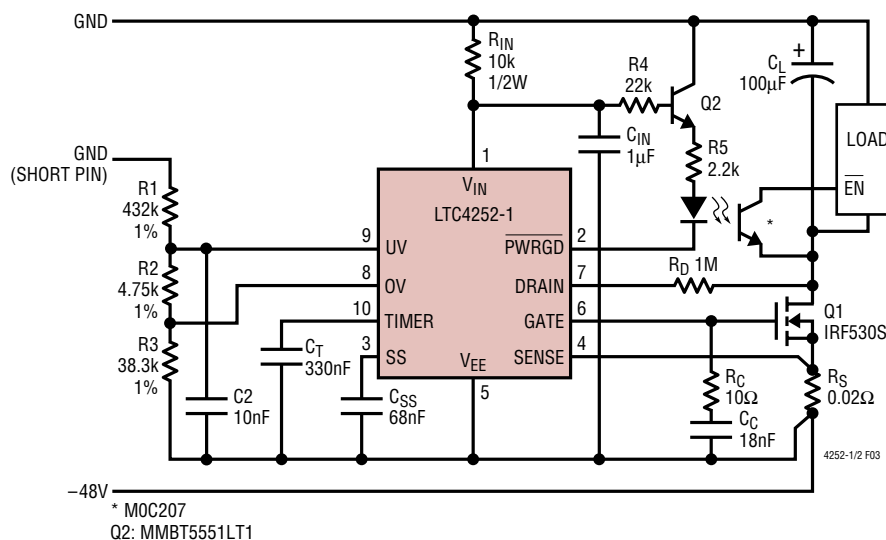 GND
R_IN
10k
1/2W
R4
22k
Q2
+
C_L
100µF
C_IN
1µF
R5
2.2k
LOAD
E̅N̅
GND
(SHORT PIN)
R1
432k
1%
R2
4.75k
1%
R3
38.3k
1%
1
V_IN
LTC4252-1
9
UV
P̅W̅R̅G̅D̅
2
*
8
OV
DRAIN
7
R_D 1M
10
TIMER
GATE
6
Q1
IRF530S
3
SS
V_EE
SENSE
4
5
C_T
330nF
C2
10nF
C_SS
68nF
R_C
10Ω
C_C
18nF
R_S
0.02Ω
4252-1/2 F03
–48V
* M0C207
Q2: MMBT5551LT1